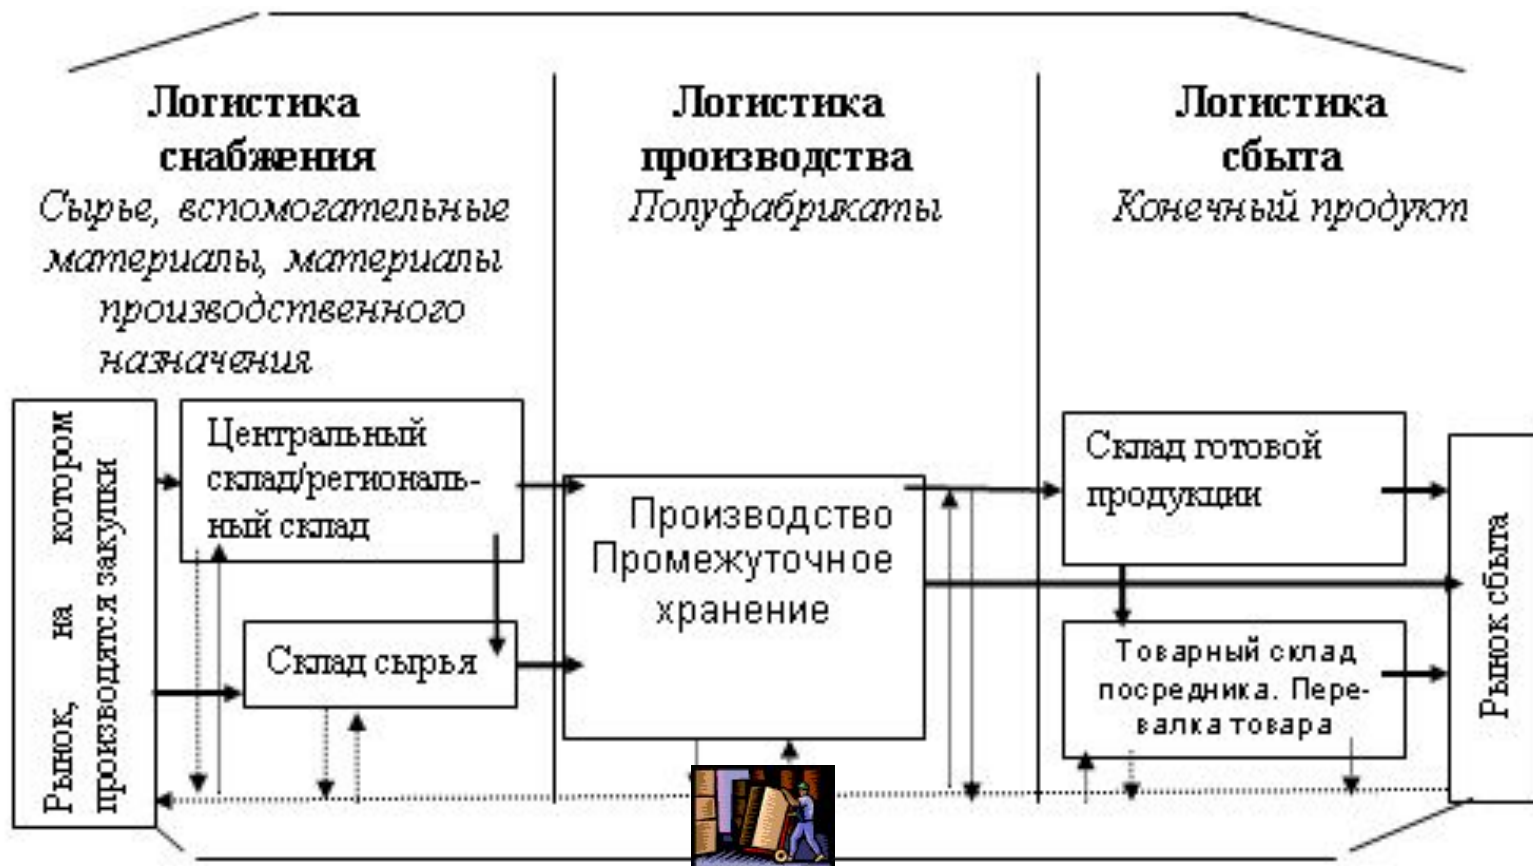 Логистика
снабжения
Сырье, вспомогательные
материалы, материалы
производственного
назначения
Логистика
производства
Полуфабрикаты
Логистика
сбыта
Конечный продукт
Рынок, на котором
производятся закупки
Центральный
склад/региональ-
ный склад
Склад сырья
Производство
Промежуточное
хранение
Склад готовой
продукции
Товарный склад
посредника. Пере-
валка товара
Рынок сбыта